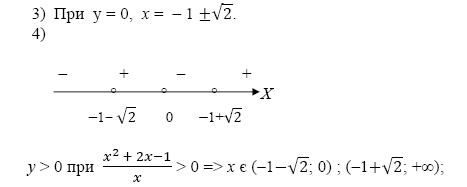 3) При y = 0, x = − 1 ±√2.
4)
− + − +
X
−1− √2 0 −1+√2
y > 0 при (x² + 2x−1)/x > 0 => x є (−1−√2; 0) ; (−1+√2; +∞);